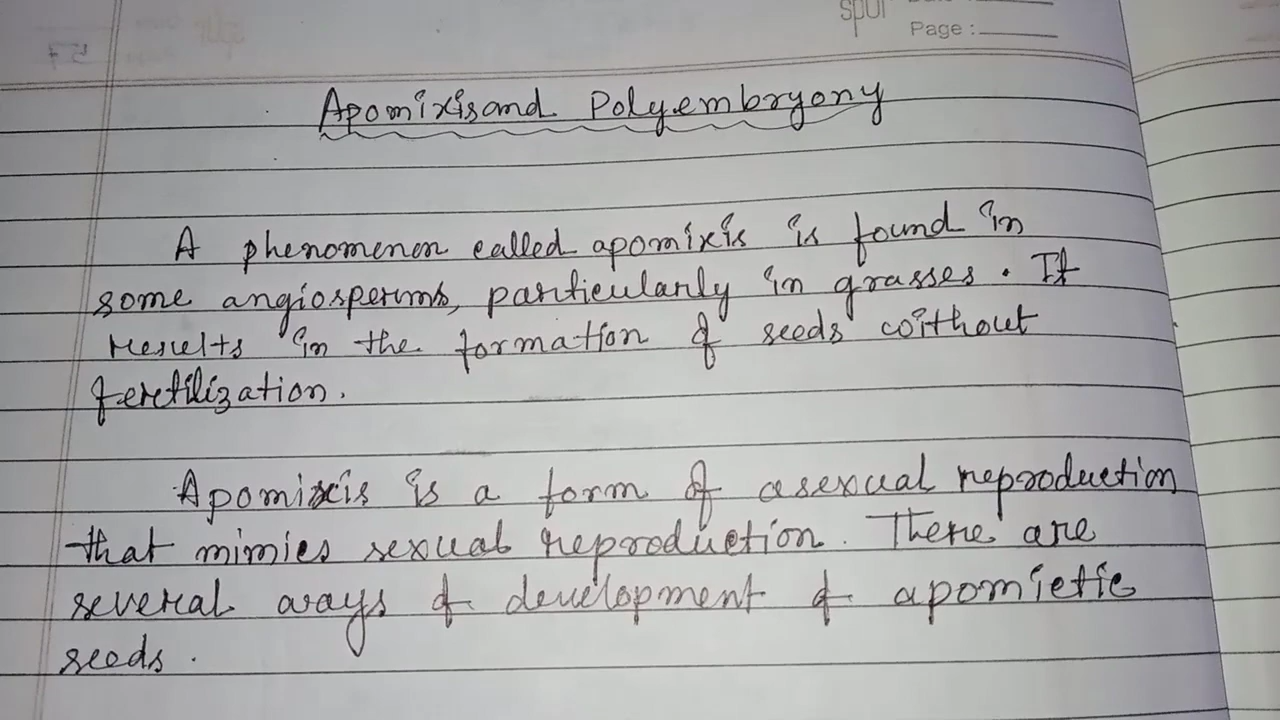 spur
Page :
Apomixis and Polyembryony
A phenomenon called apomixis is found in
some angiosperms, particularly in grasses. It
results in the formation of seeds without
fertilization.
Apomixis is a form of asexual reproduction
that mimics sexual reproduction. There are
several ways of development of apomictic
seeds.